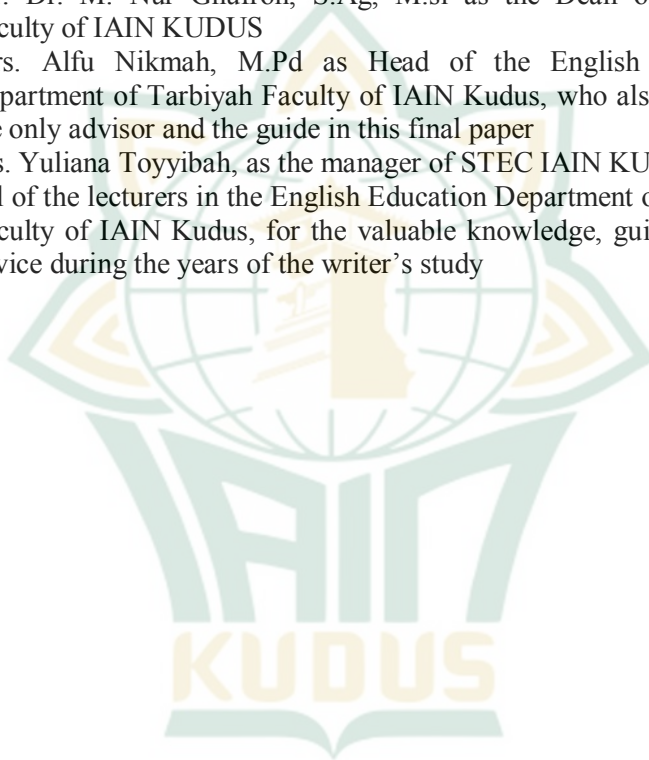 Dr. M. Nur Ghufron, S.Ag, M.si as the Dean
aculty of IAIN KUDUS
rs. Alfu Nikmah, M.Pd as Head of the English
partment of Tarbiyah Faculty of IAIN Kudus, who als
e only advisor and the guide in this final paper
s. Yuliana Toyyibah, as the manager of STEC IAIN KU
l of the lecturers in the English Education Department o
aculty of IAIN Kudus, for the valuable knowledge, gui
vice during the years of the writer’s study
IAIN
KUDUS